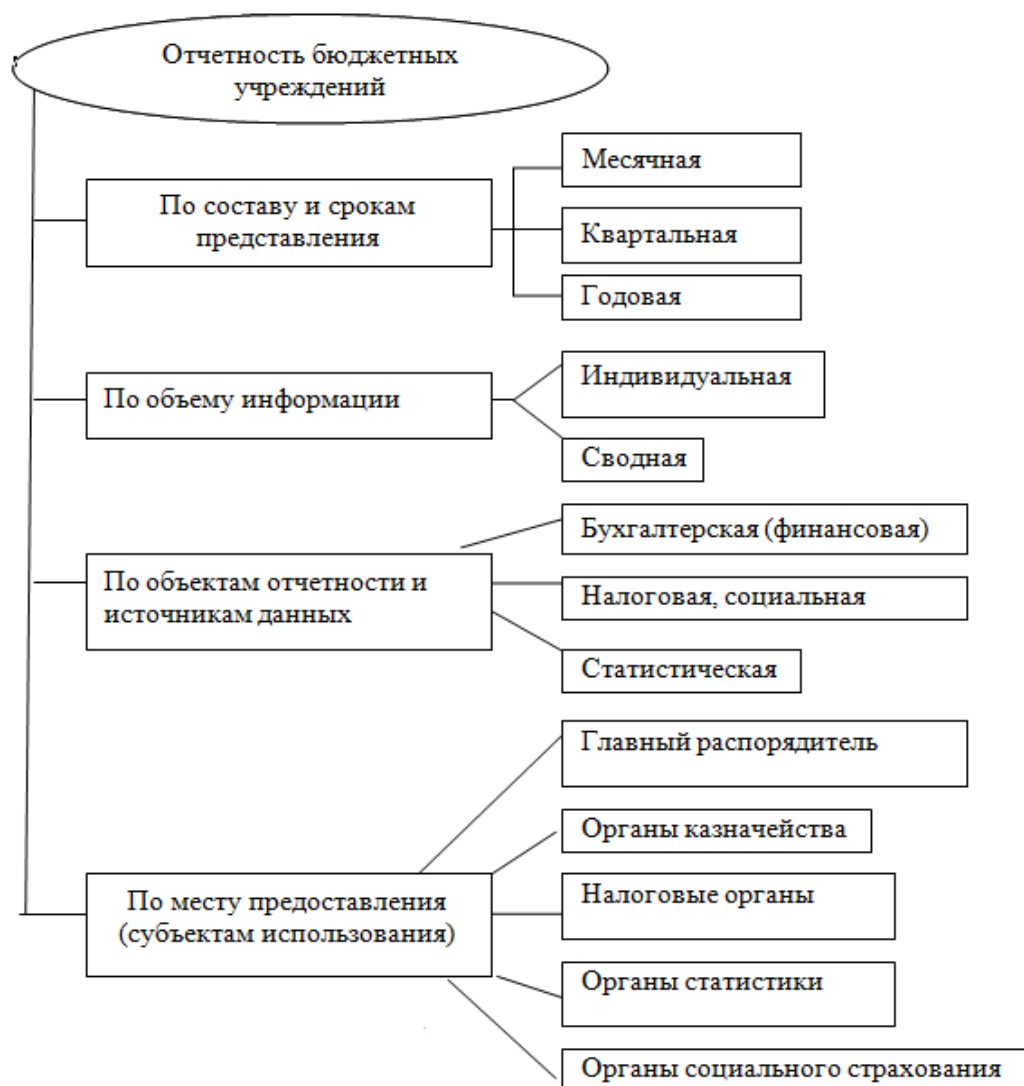 Отчетность бюджетных
учреждений
По составу и срокам
представления
Месячная
Квартальная
Годовая
По объему информации
Индивидуальная
Сводная
По объектам отчетности и
источникам данных
Бухгалтерская (финансовая)
Налоговая, социальная
Статистическая
По месту предоставления
(субъектам использования)
Главный распорядитель
Органы казначейства
Налоговые органы
Органы статистики
Органы социального страхования